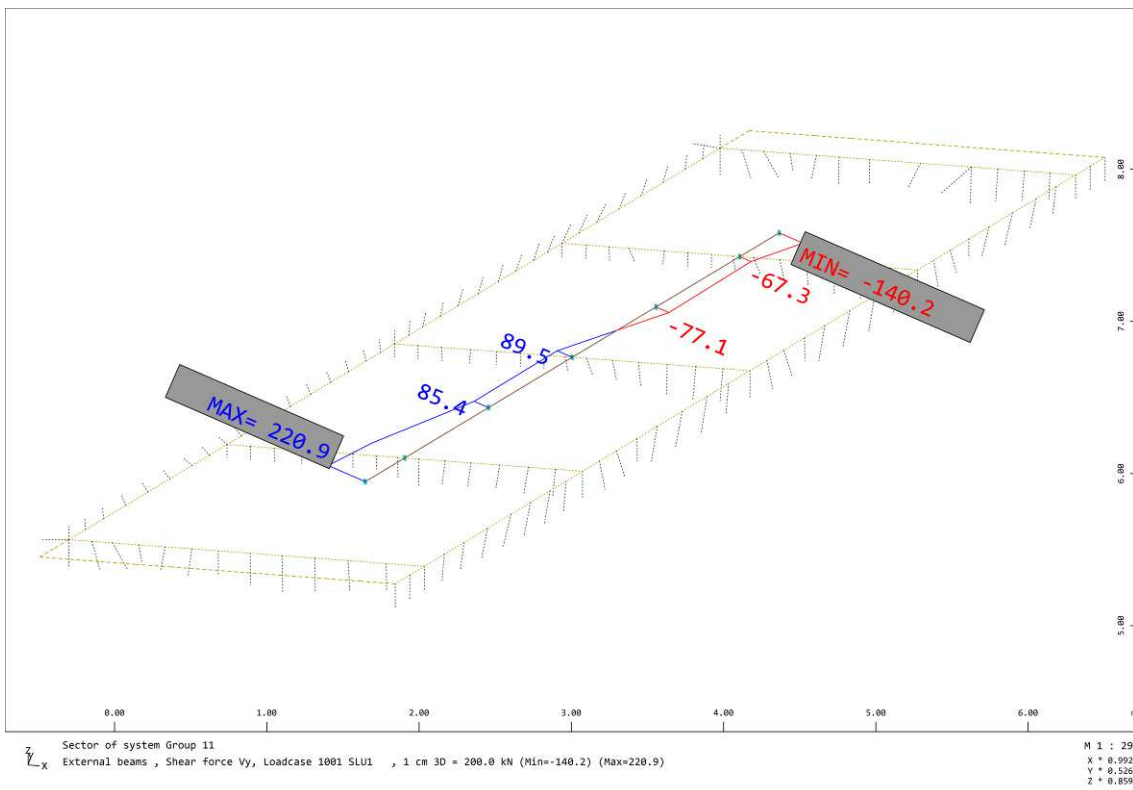 8.00
MIN= -140.2
-67.3
7.00
-77.1
89.5
85.4
MAX= 220.9
6.00
5.00
0.00 1.00 2.00 3.00 4.00 5.00 6.00
Z
Y
X
Sector of system Group 11
M 1 : 29
External beams , Shear force Vy, Loadcase 1001 SLU1 , 1 cm 3D = 200.0 kN (Min=-140.2) (Max=220.9)
X * 0.992
Y * 0.526
Z * 0.859